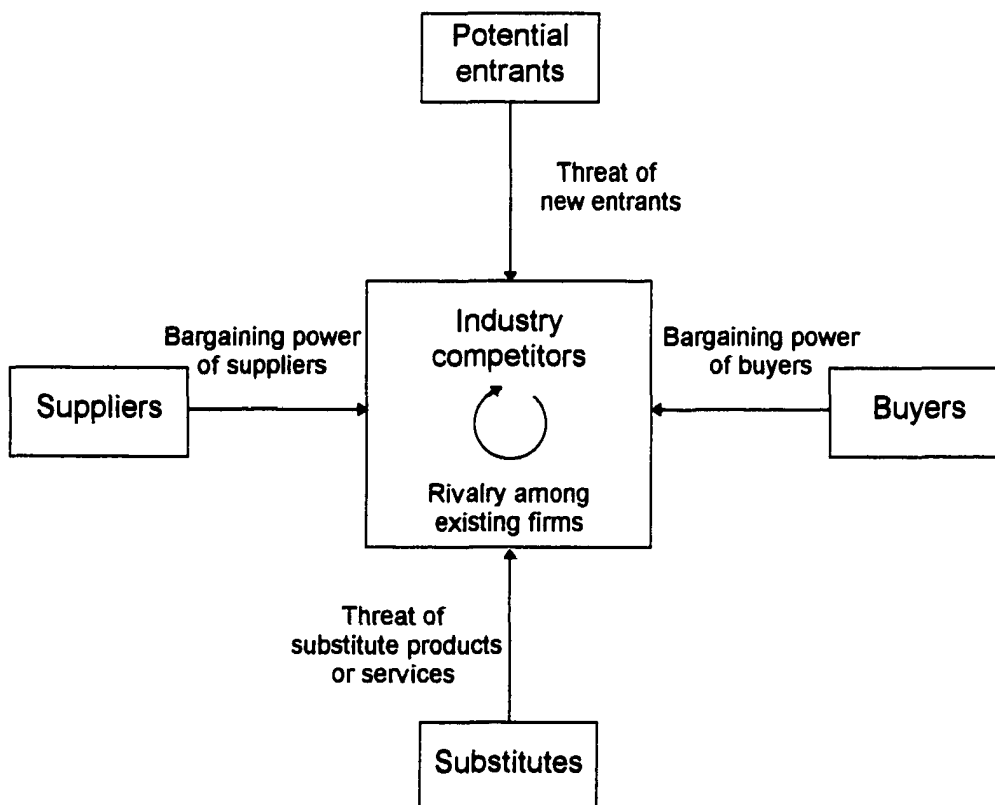 Potential
entrants
Threat of
new entrants
Industry
competitors
Bargaining power
of suppliers
Bargaining power
of buyers
Suppliers
Buyers
Rivalry among
existing firms
Threat of
substitute products
or services
Substitutes